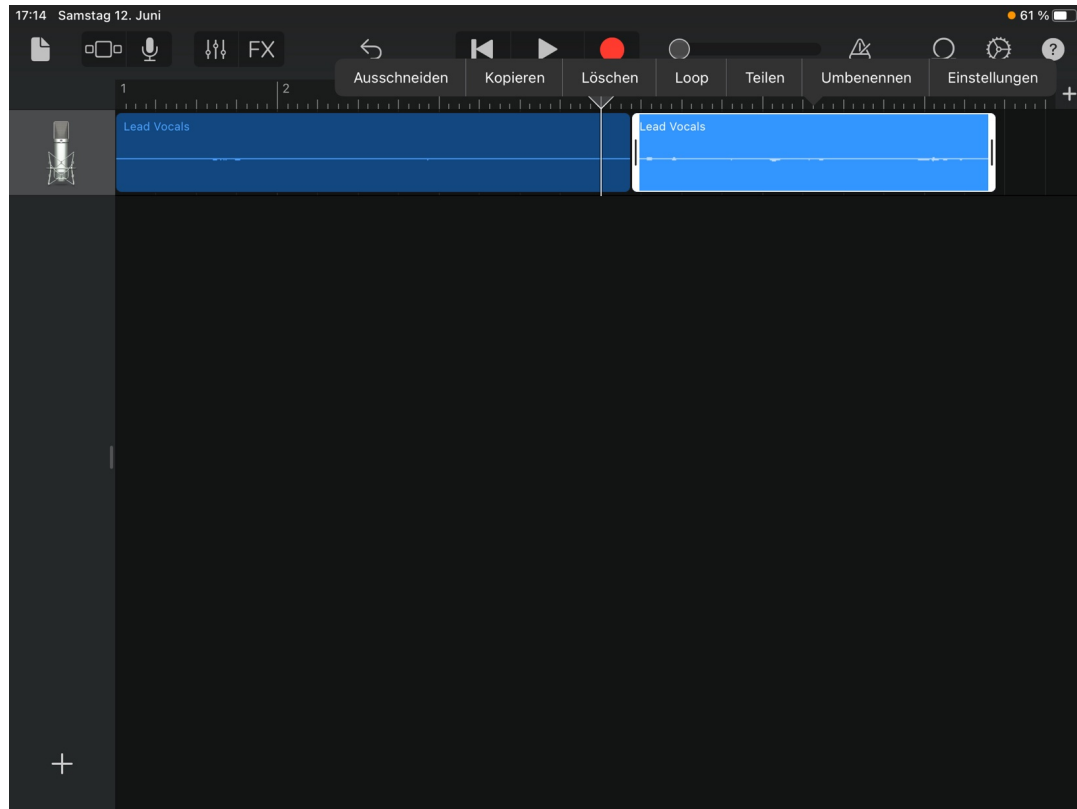 17:14 Samstag 12. Juni 61 %
FX ?
Ausschneiden Kopieren Löschen Loop Teilen Umbenennen Einstellungen
1 2 +
Lead Vocals Lead Vocals
+